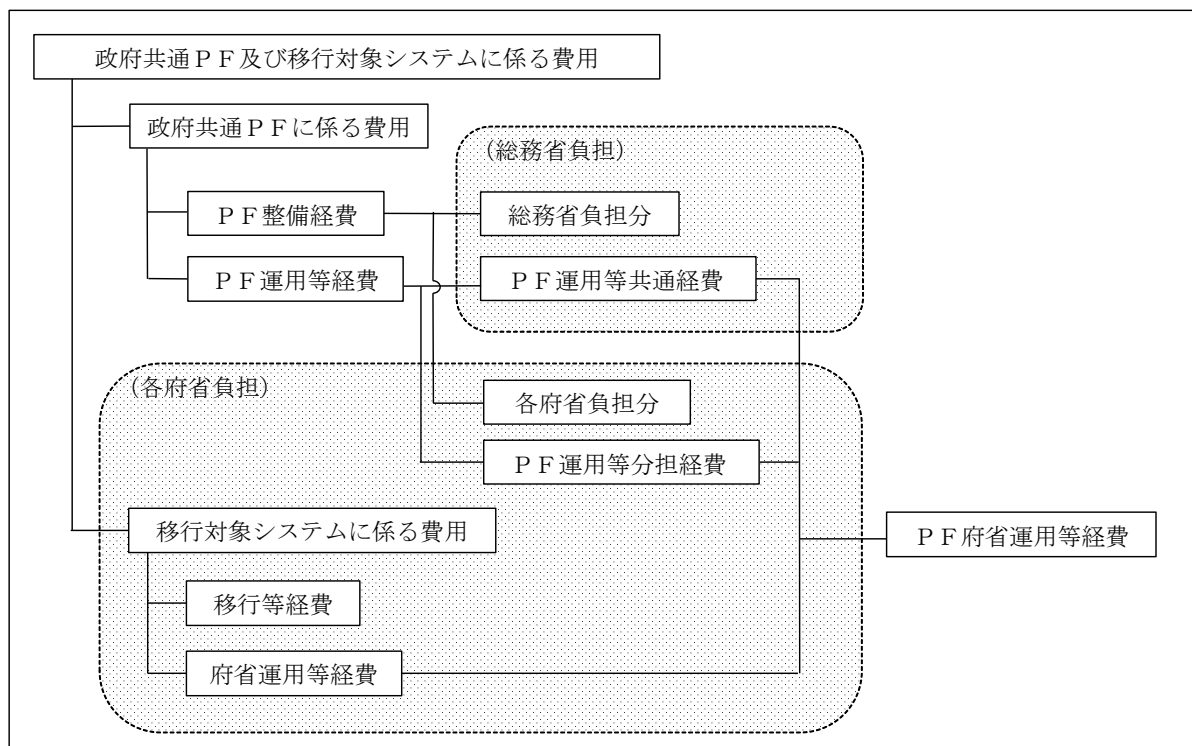 政府共通ＰＦ及び移行対象システムに係る費用
政府共通ＰＦに係る費用
（総務省負担）
ＰＦ整備経費
総務省負担分
ＰＦ運用等経費
ＰＦ運用等共通経費
（各府省負担）
各府省負担分
ＰＦ運用等分担経費
移行対象システムに係る費用
ＰＦ府省運用等経費
移行等経費
府省運用等経費